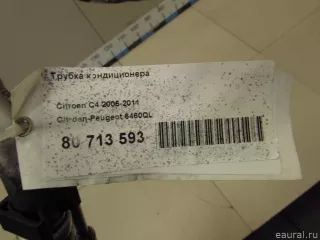 Трубка кондиционера
Citroen C4 2005-2011
Citroen-Peugeot 6460QL
80 713 593
eaural.ru/